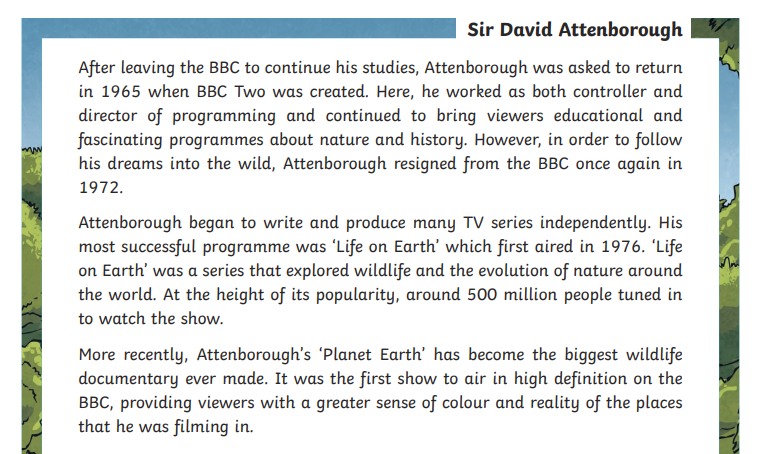 Sir David Attenborough
After leaving the BBC to continue his studies, Attenborough was asked to return
in 1965 when BBC Two was created. Here, he worked as both controller and
director of programming and continued to bring viewers educational and
fascinating programmes about nature and history. However, in order to follow
his dreams into the wild, Attenborough resigned from the BBC once again in
1972.
Attenborough began to write and produce many TV series independently. His
most successful programme was ‘Life on Earth’ which first aired in 1976. ‘Life
on Earth’ was a series that explored wildlife and the evolution of nature around
the world. At the height of its popularity, around 500 million people tuned in
to watch the show.
More recently, Attenborough’s ‘Planet Earth’ has become the biggest wildlife
documentary ever made. It was the first show to air in high definition on the
BBC, providing viewers with a greater sense of colour and reality of the places
that he was filming in.